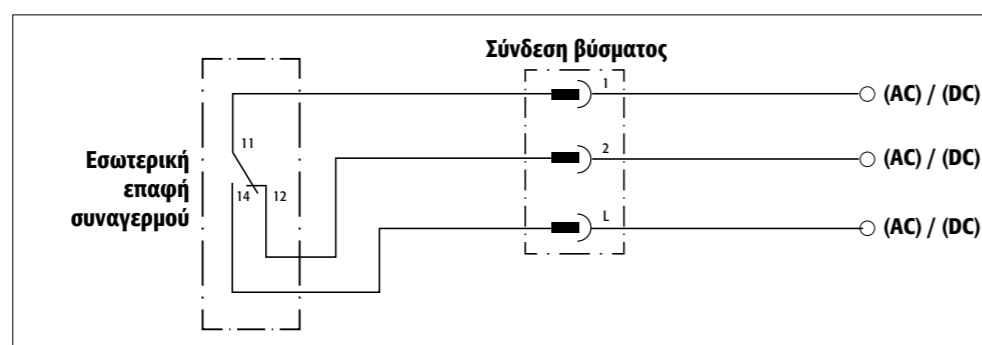 Σύνδεση βύσματος
1
(AC) / (DC)
11
Εσωτερική
επαφή
συναγερμού
2
(AC) / (DC)
14
12
L
(AC) / (DC)